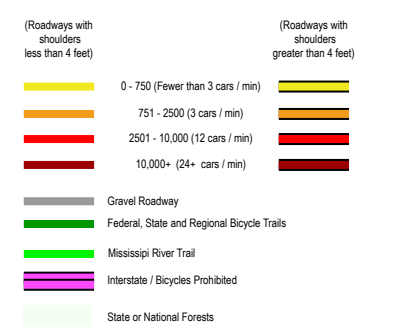 (Roadways with
shoulders
less than 4 feet)
(Roadways with
shoulders
greater than 4 feet)
0 - 750 (Fewer than 3 cars / min)
751 - 2500 (3 cars / min)
2501 - 10,000 (12 cars / min)
10,000+ (24+ cars / min)
Gravel Roadway
Federal, State and Regional Bicycle Trails
Mississipi River Trail
Interstate / Bicycles Prohibited
State or National Forests